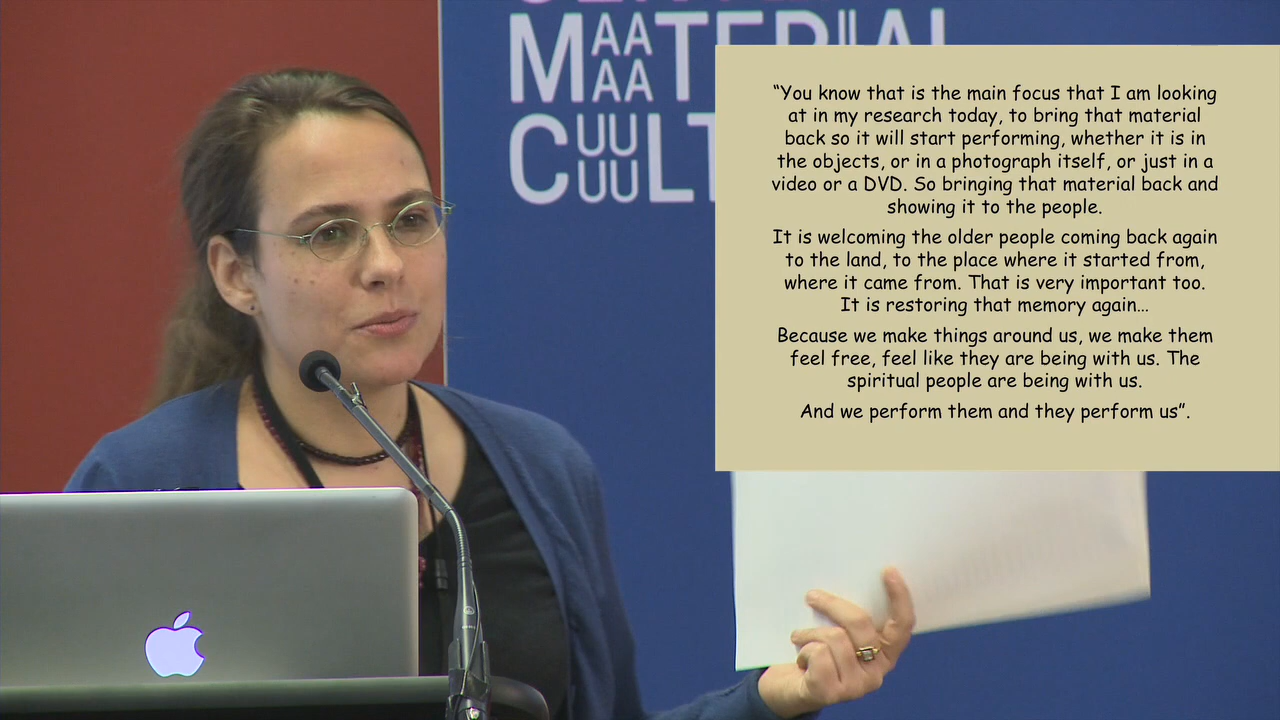 MAAAATERIAL
CUUUULT
“You know that is the main focus that I am looking
at in my research today, to bring that material
back so it will start performing, whether it is in
the objects, or in a photograph itself, or just in a
video or a DVD. So bringing that material back and
showing it to the people.
It is welcoming the older people coming back again
to the land, to the place where it started from,
where it came from. That is very important too.
It is restoring that memory again…
Because we make things around us, we make them
feel free, feel like they are being with us. The
spiritual people are being with us.
And we perform them and they perform us”.